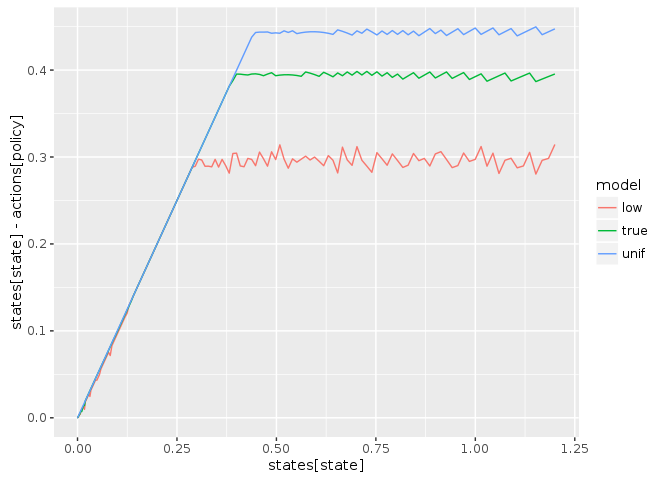 states[state] - actions[policy]
0.4
0.3
0.2
0.1
0.0
0.00 0.25 0.50 0.75 1.00 1.25
states[state]
model
low
true
unif